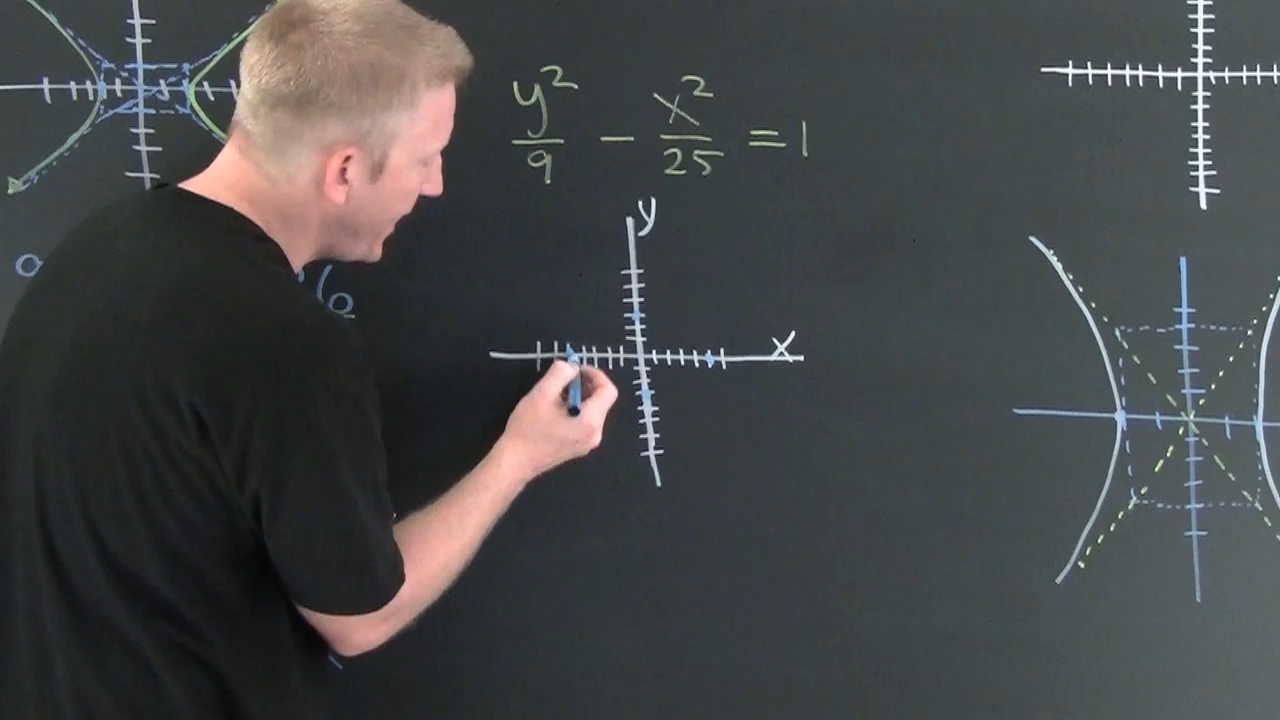 y²/9 - x²/25 = 1
y
x